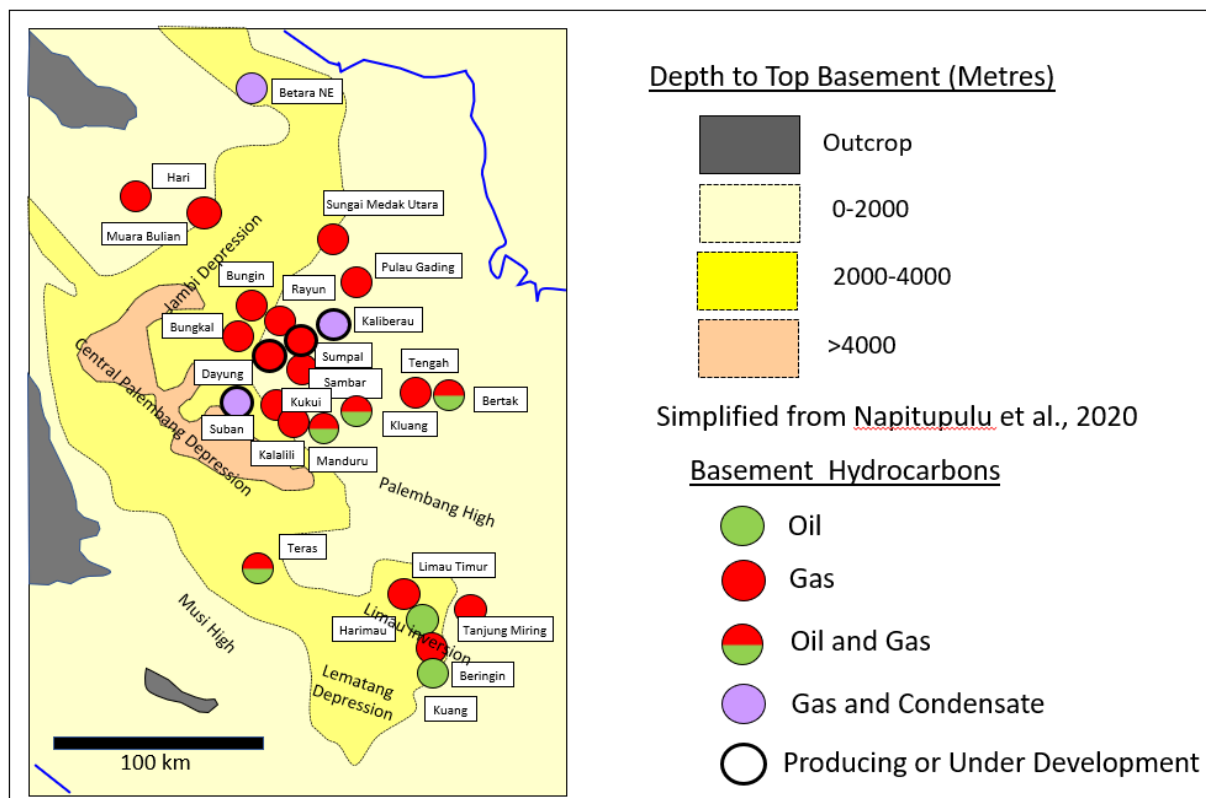 Betara NE
Hari
Muara Bulian
Sungai Medak Utara
Jambi Depression
Bungin
Pulau Gading
Rayun
Bungkal
Kaliberau
Central Palembang Depression
Dayung
Sumpal
Tengah
Sambar
Kukui
Bertak
Suban
Kluang
Kalalili
Manduru
Palembang High
Teras
Limau Timur
Musi High
Limau inversion
Harimau
Tanjung Miring
Lematang
Depression
Beringin
Kuang
100 km
Depth to Top Basement (Metres)
Outcrop
0-2000
2000-4000
>4000
Simplified from Napitupulu et al., 2020
Basement Hydrocarbons
Oil
Gas
Oil and Gas
Gas and Condensate
Producing or Under Development